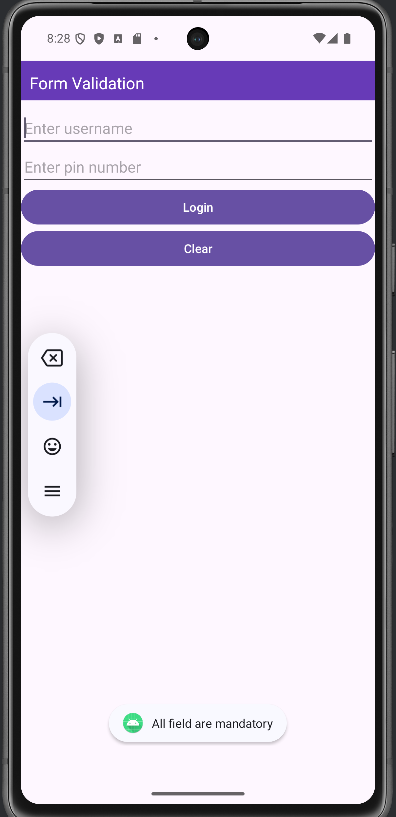 8:28
Form Validation
Enter username
Enter pin number
Login
Clear
All field are mandatory